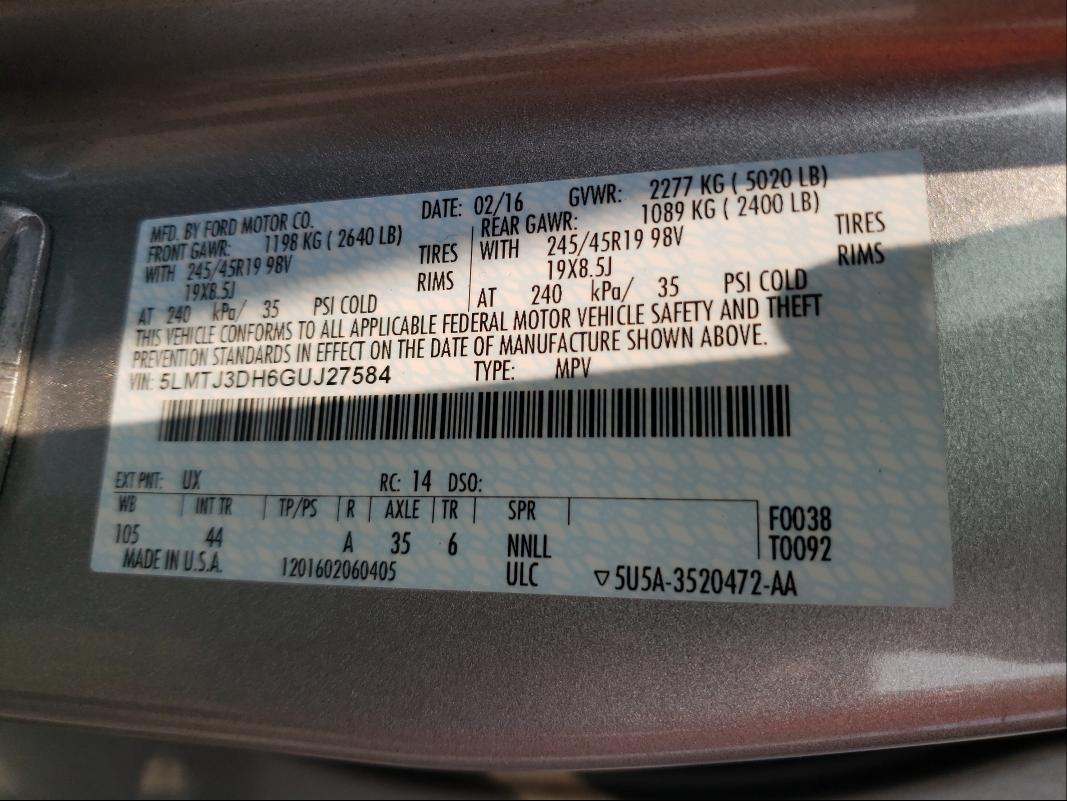 MFD. BY FORD MOTOR CO. DATE: 02/16 GVWR: 2277 KG ( 5020 LB)
FRONT GAWR: 1198 KG ( 2640 LB) REAR GAWR: 1089 KG ( 2400 LB)
WITH 245/45R19 98V TIRES WITH 245/45R19 98V TIRES
19X8.5J RIMS 19X8.5J RIMS
AT 240 kPa/ 35 PSI COLD AT 240 kPa/ 35 PSI COLD
THIS VEHICLE CONFORMS TO ALL APPLICABLE FEDERAL MOTOR VEHICLE SAFETY AND THEFT
PREVENTION STANDARDS IN EFFECT ON THE DATE OF MANUFACTURE SHOWN ABOVE.
VIN: 5LMTJ3DH6GUJ27584 TYPE: MPV
EXT PNT: UX RC: 14 DSO:
WB INT TR TP/PS R AXLE TR SPR F0038
105 44 A 35 6 NNLL T0092
MADE IN U.S.A. 1201602060405 ULC ▽5U5A-3520472-AA